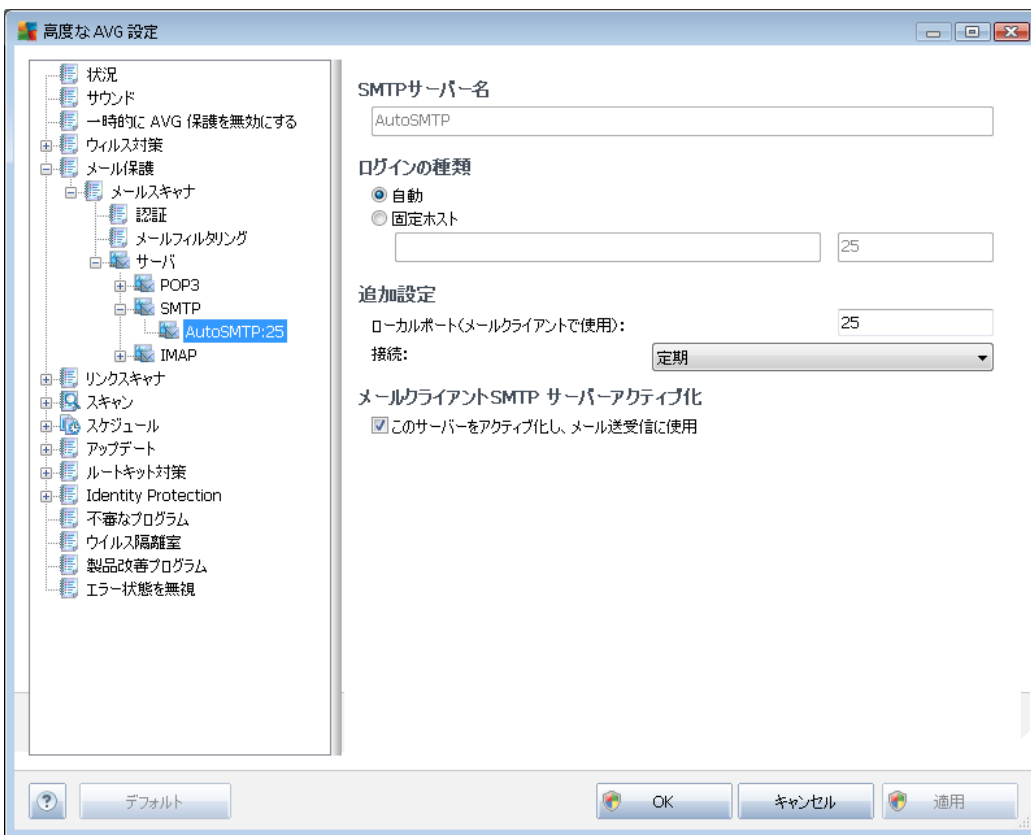 高度な AVG 設定
状況
サウンド
一時的に AVG 保護を無効にする
ウィルス対策
メール保護
メールスキャナ
認証
メールフィルタリング
サーバ
POP3
SMTP
AutoSMTP:25
IMAP
リンクスキャナ
スキャン
スケジュール
アップデート
ルートキット対策
Identity Protection
不審なプログラム
ウイルス隔離室
製品改善プログラム
エラー状態を無視
SMTPサーバー名
AutoSMTP
ログインの種類
自動
固定ホスト
25
追加設定
ローカルポート(メールクライアントで使用): 25
接続: 定期
メールクライアントSMTP サーバーアクティブ化
このサーバーをアクティブ化し、メール送受信に使用
? デフォルト OK キャンセル 適用